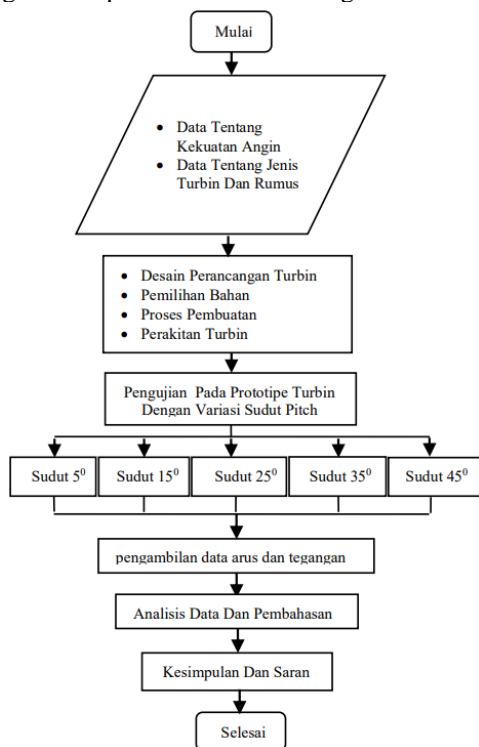 Mulai
• Data Tentang
Kekuatan Angin
• Data Tentang Jenis
Turbin Dan Rumus
• Desain Perancangan Turbin
• Pemilihan Bahan
• Proses Pembuatan
• Perakitan Turbin
Pengujian Pada Prototipe Turbin
Dengan Variasi Sudut Pitch
Sudut 5⁰ Sudut 15⁰ Sudut 25⁰ Sudut 35⁰ Sudut 45⁰
pengambilan data arus dan tegangan
Analisis Data Dan Pembahasan
Kesimpulan Dan Saran
Selesai